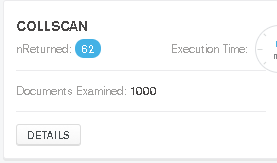 COLLSCAN
nReturned: 62 Execution Time:
Documents Examined: 1000
DETAILS